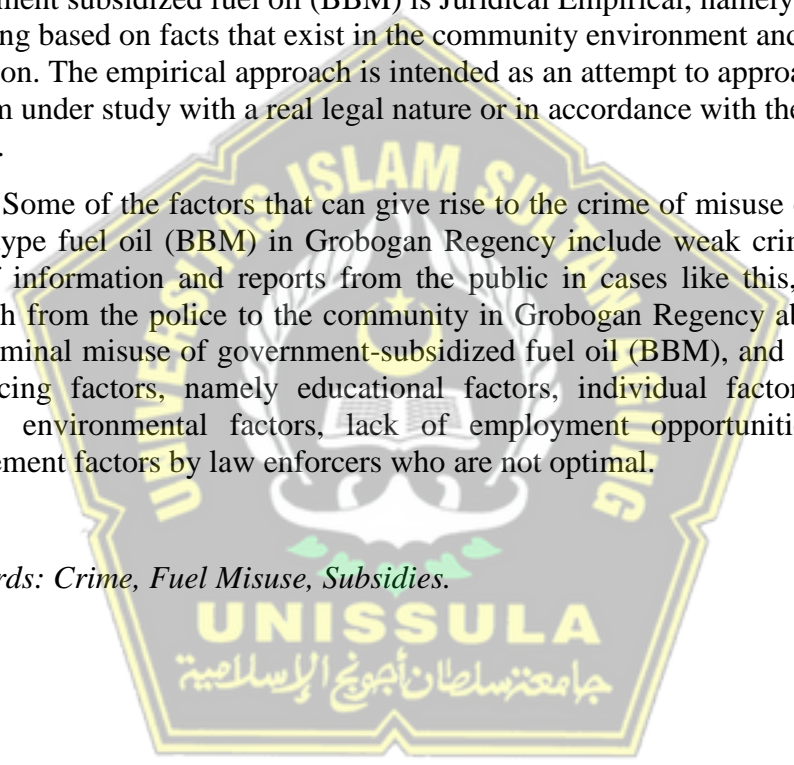 ment subsidized fuel oil (BBM) is Juridical Empirical, namely
ng based on facts that exist in the community environment and
on. The empirical approach is intended as an attempt to approa
m under study with a real legal nature or in accordance with the
.
Some of the factors that can give rise to the crime of misuse
ype fuel oil (BBM) in Grobogan Regency include weak crim
f information and reports from the public in cases like this,
h from the police to the community in Grobogan Regency ab
minal misuse of government-subsidized fuel oil (BBM), and
cing factors, namely educational factors, individual factor
environmental factors, lack of employment opportuniti
ement factors by law enforcers who are not optimal.
rds: Crime, Fuel Misuse, Subsidies.
UNIVERSITAS ISLAM SULTAN AGUNG
UNISSULA
جامعتسلطان أجونج الإسلامية